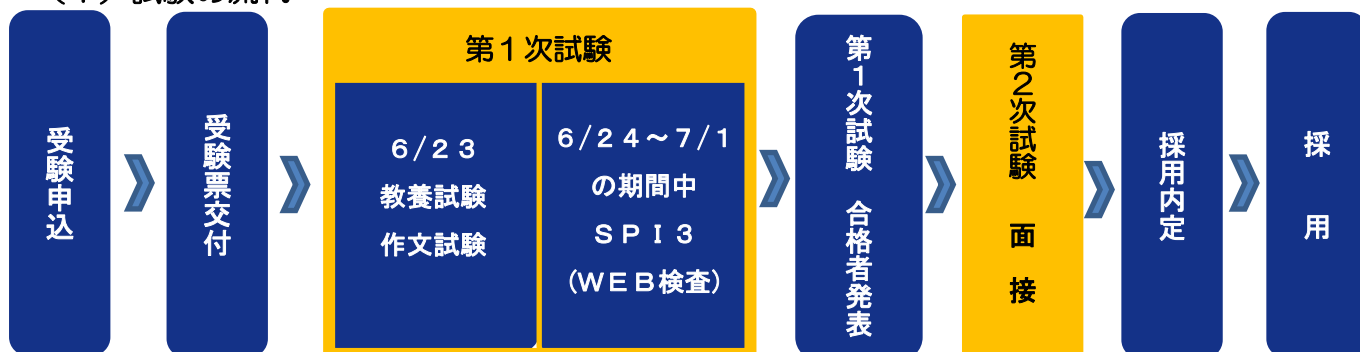 受験申込
受験票交付
第１次試験
６/２３
教養試験
作文試験
６/２４～７/１
の期間中
ＳＰＩ３
（ＷＥＢ検査）
第１次試験　合格者発表
第２次試験　面　接
採用内定
採　用